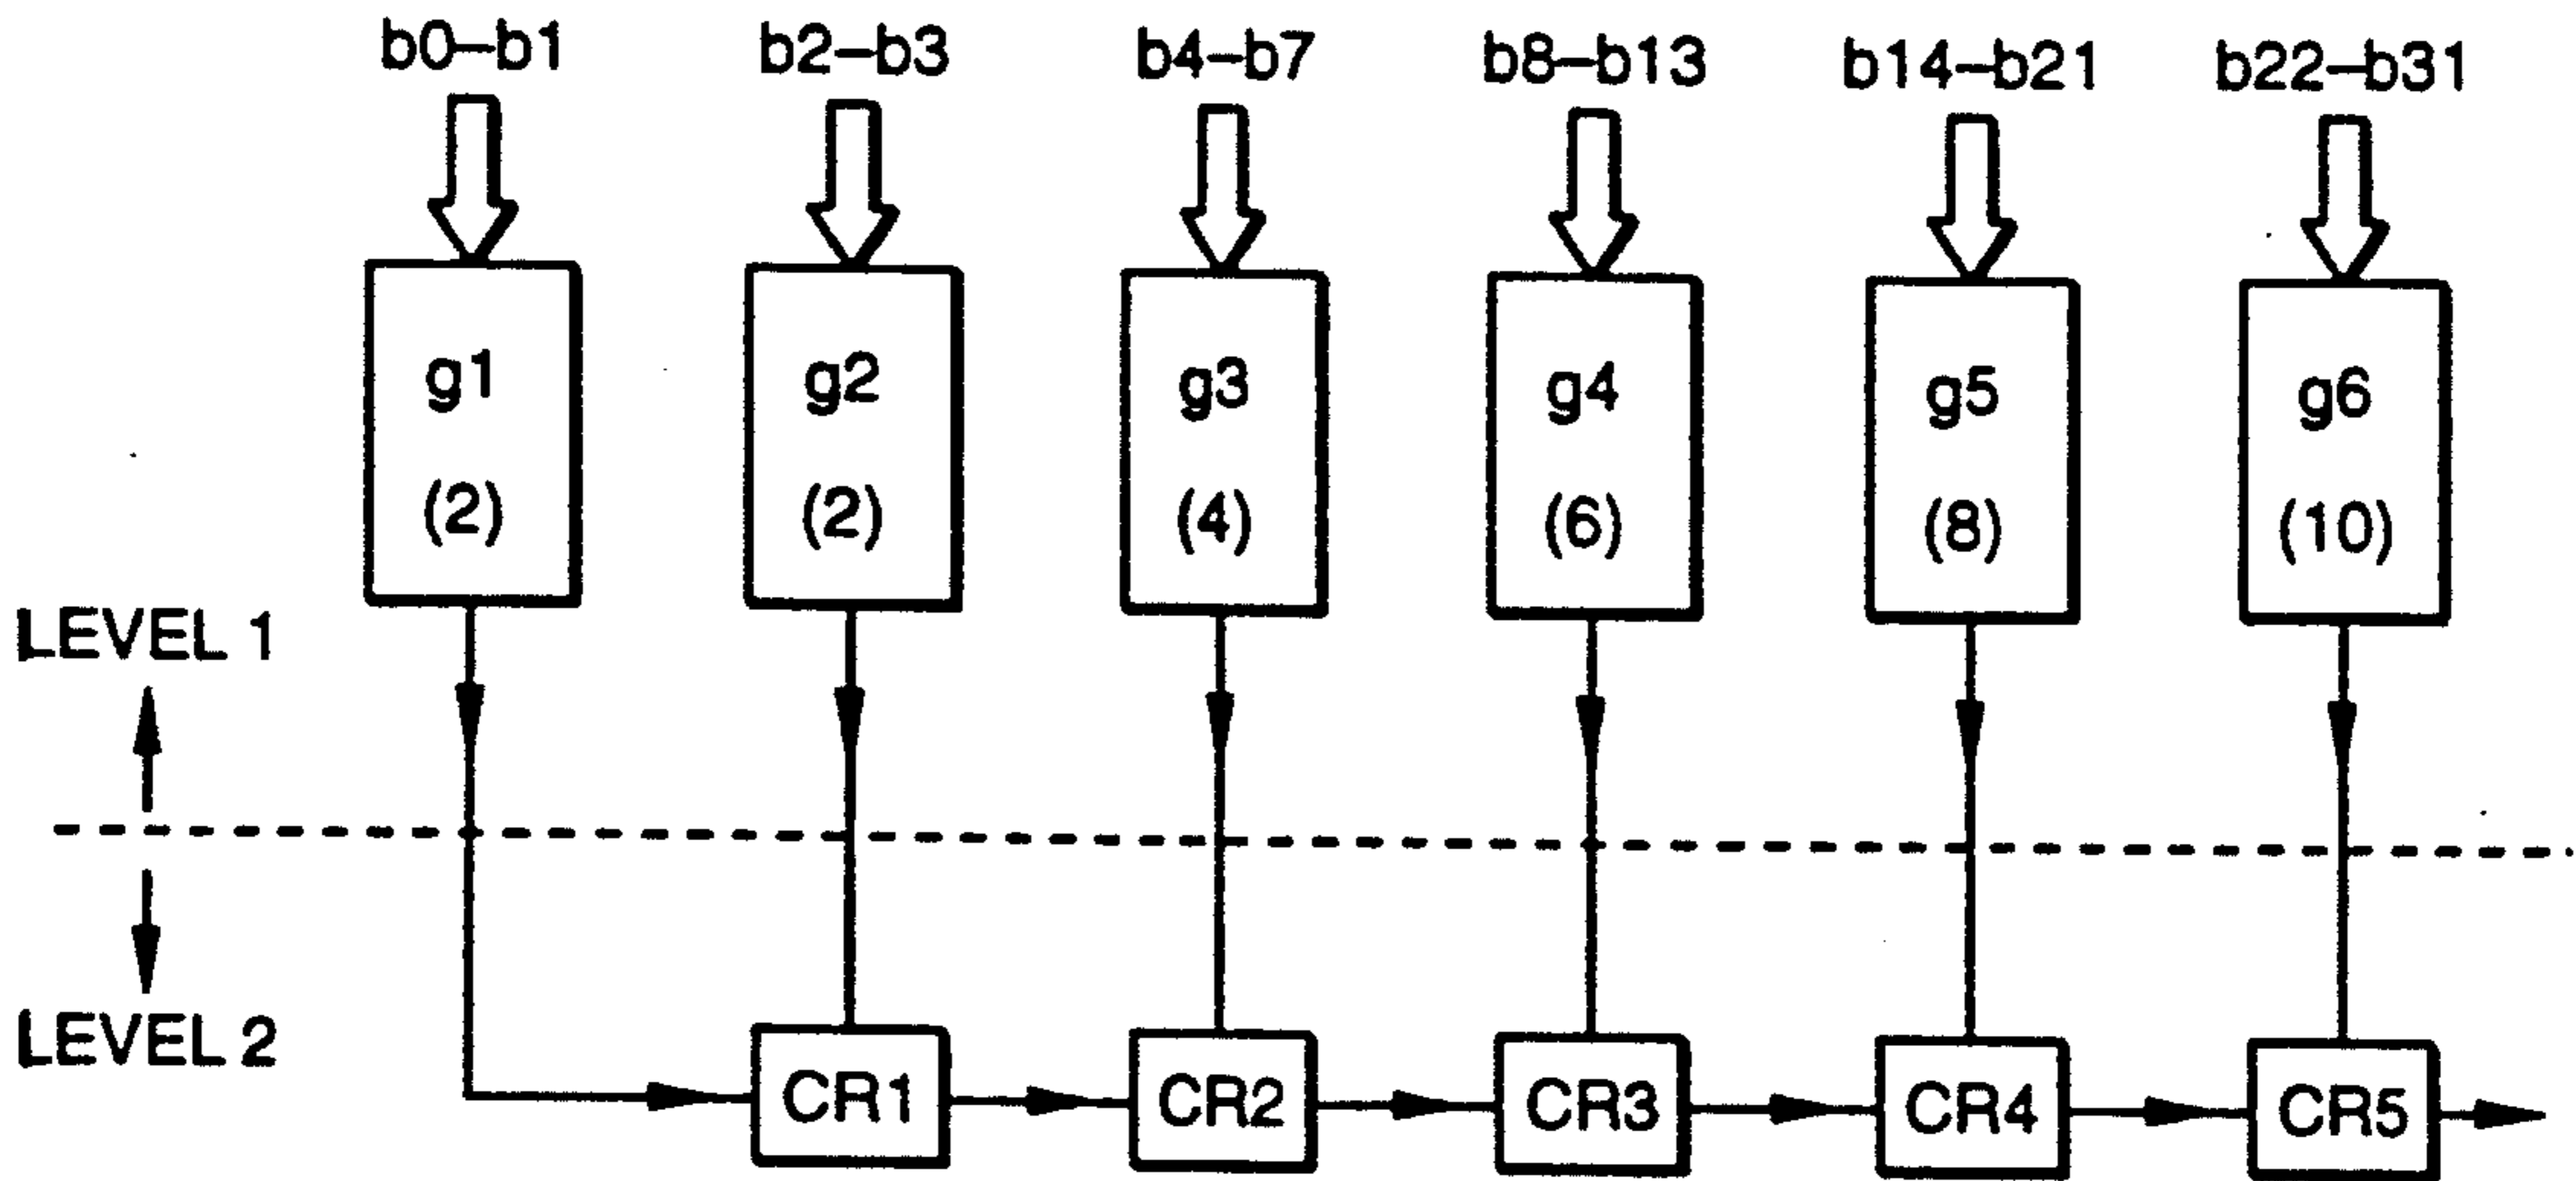 b0–b1 b2–b3 b4–b7 b8–b13 b14–b21 b22–b31
g1 g2 g3 g4 g5 g6
(2) (2) (4) (6) (8) (10)
LEVEL 1
LEVEL 2
CR1 CR2 CR3 CR4 CR5